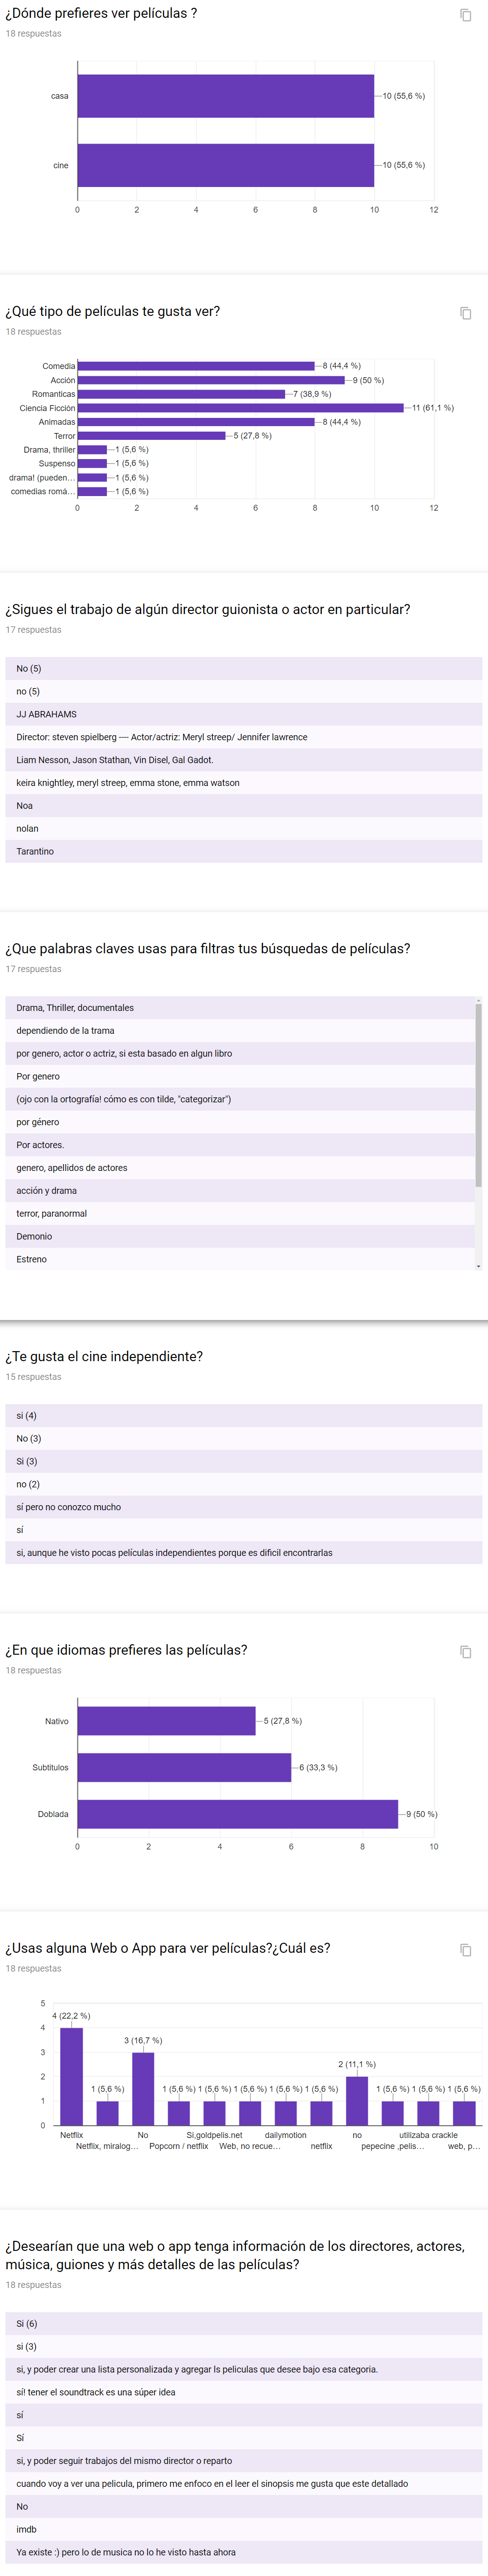 ¿Dónde prefieres ver películas ?
18 respuestas
casa
10 (55,6 %)
cine
10 (55,6 %)
0 2 4 6 8 10 12
¿Qué tipo de películas te gusta ver?
18 respuestas
Comedia 8 (44,4 %)
Acción 9 (50 %)
Romanticas 7 (38,9 %)
Ciencia Ficción 11 (61,1 %)
Animadas 8 (44,4 %)
Terror 5 (27,8 %)
Drama, thriller 1 (5,6 %)
Suspenso 1 (5,6 %)
drama! (pueden… 1 (5,6 %)
comedias romá… 1 (5,6 %)
0 2 4 6 8 10 12
¿Sigues el trabajo de algún director guionista o actor en particular?
17 respuestas
No (5)
no (5)
JJ ABRAHAMS
Director: steven spielberg ---- Actor/actriz: Meryl streep/ Jennifer lawrence
Liam Nesson, Jason Stathan, Vin Disel, Gal Gadot.
keira knightley, meryl streep, emma stone, emma watson
Noa
nolan
Tarantino
¿Que palabras claves usas para filtras tus búsquedas de películas?
17 respuestas
Drama, Thriller, documentales
dependiendo de la trama
por genero, actor o actriz, si esta basado en algun libro
Por genero
(ojo con la ortografía! cómo es con tilde, "categorizar")
por género
Por actores.
genero, apellidos de actores
acción y drama
terror, paranormal
Demonio
Estreno
¿Te gusta el cine independiente?
15 respuestas
si (4)
No (3)
Si (3)
no (2)
sí pero no conozco mucho
sí
si, aunque he visto pocas películas independientes porque es dificil encontrarlas
¿En que idiomas prefieres las películas?
18 respuestas
Nativo 5 (27,8 %)
Subtítulos 6 (33,3 %)
Doblada 9 (50 %)
0 2 4 6 8 10
¿Usas alguna Web o App para ver películas?¿Cuál es?
18 respuestas
5
4
3
2
1
0
4 (22,2 %)
1 (5,6 %)
3 (16,7 %)
1 (5,6 %) 1 (5,6 %) 1 (5,6 %) 1 (5,6 %) 1 (5,6 %)
2 (11,1 %)
1 (5,6 %) 1 (5,6 %) 1 (5,6 %)
Netflix No Si,goldpelis.net dailymotion no utilizaba crackle
Netflix, miralog… Popcorn / netflix Web, no recue… netflix pepecine ,pelis… web, p…
¿Desearían que una web o app tenga información de los directores, actores,
música, guiones y más detalles de las películas?
18 respuestas
Si (6)
si (3)
si, y poder crear una lista personalizada y agregar ls peliculas que desee bajo esa categoria.
sí! tener el soundtrack es una súper idea
sí
Sí
si, y poder seguir trabajos del mismo director o reparto
cuando voy a ver una pelicula, primero me enfoco en el leer el sinopsis me gusta que este detallado
No
imdb
Ya existe :) pero lo de musica no lo he visto hasta ahora